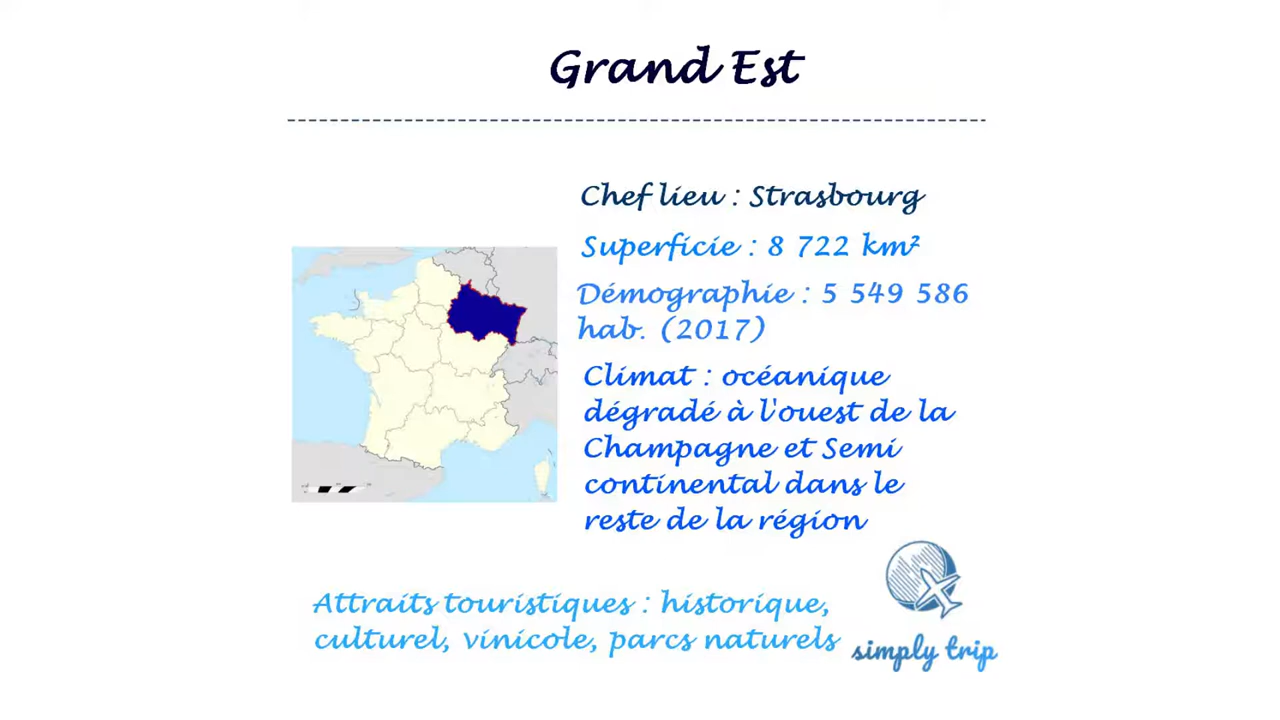 Grand Est
Chef lieu : Strasbourg
Superficie : 8 722 km²
Démographie : 5 549 586
hab. (2017)
Climat : océanique
dégradé à l'ouest de la
Champagne et Semi
continental dans le
reste de la région
Attraits touristiques : historique,
culturel, vinicole, parcs naturels
simply trip